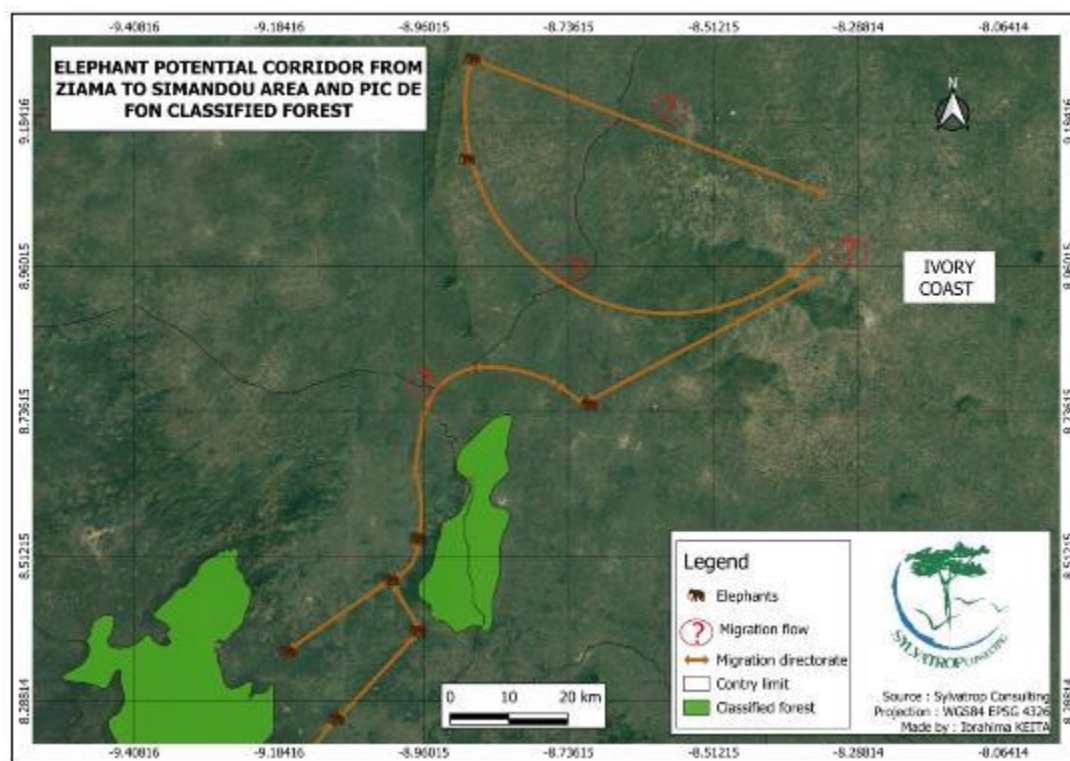 -9.40816 -9.18416 -8.96015 -8.73615 -8.51215 -8.28814 -8.06414
ELEPHANT POTENTIAL CORRIDOR FROM
ZIAMA TO SIMANDOU AREA AND PIC DE
FON CLASSIFIED FOREST
N
9.18416 9.18416
?
8.96015 8.96015
?
?
IVORY
COAST
?
8.73615 8.73615
8.51215 8.51215
Legend
Elephants
? Migration flow
Migration directorate
Contry limit
Classified forest
SYLVATROP CONSULTING
Source : Sylvatrop Consulting
Projection : WGS84 EPSG 4326
Made by : Ibrahima KEITA
0 10 20 km
8.28814 8.28814
-9.40816 -9.18416 -8.96015 -8.73615 -8.51215 -8.28814 -8.06414